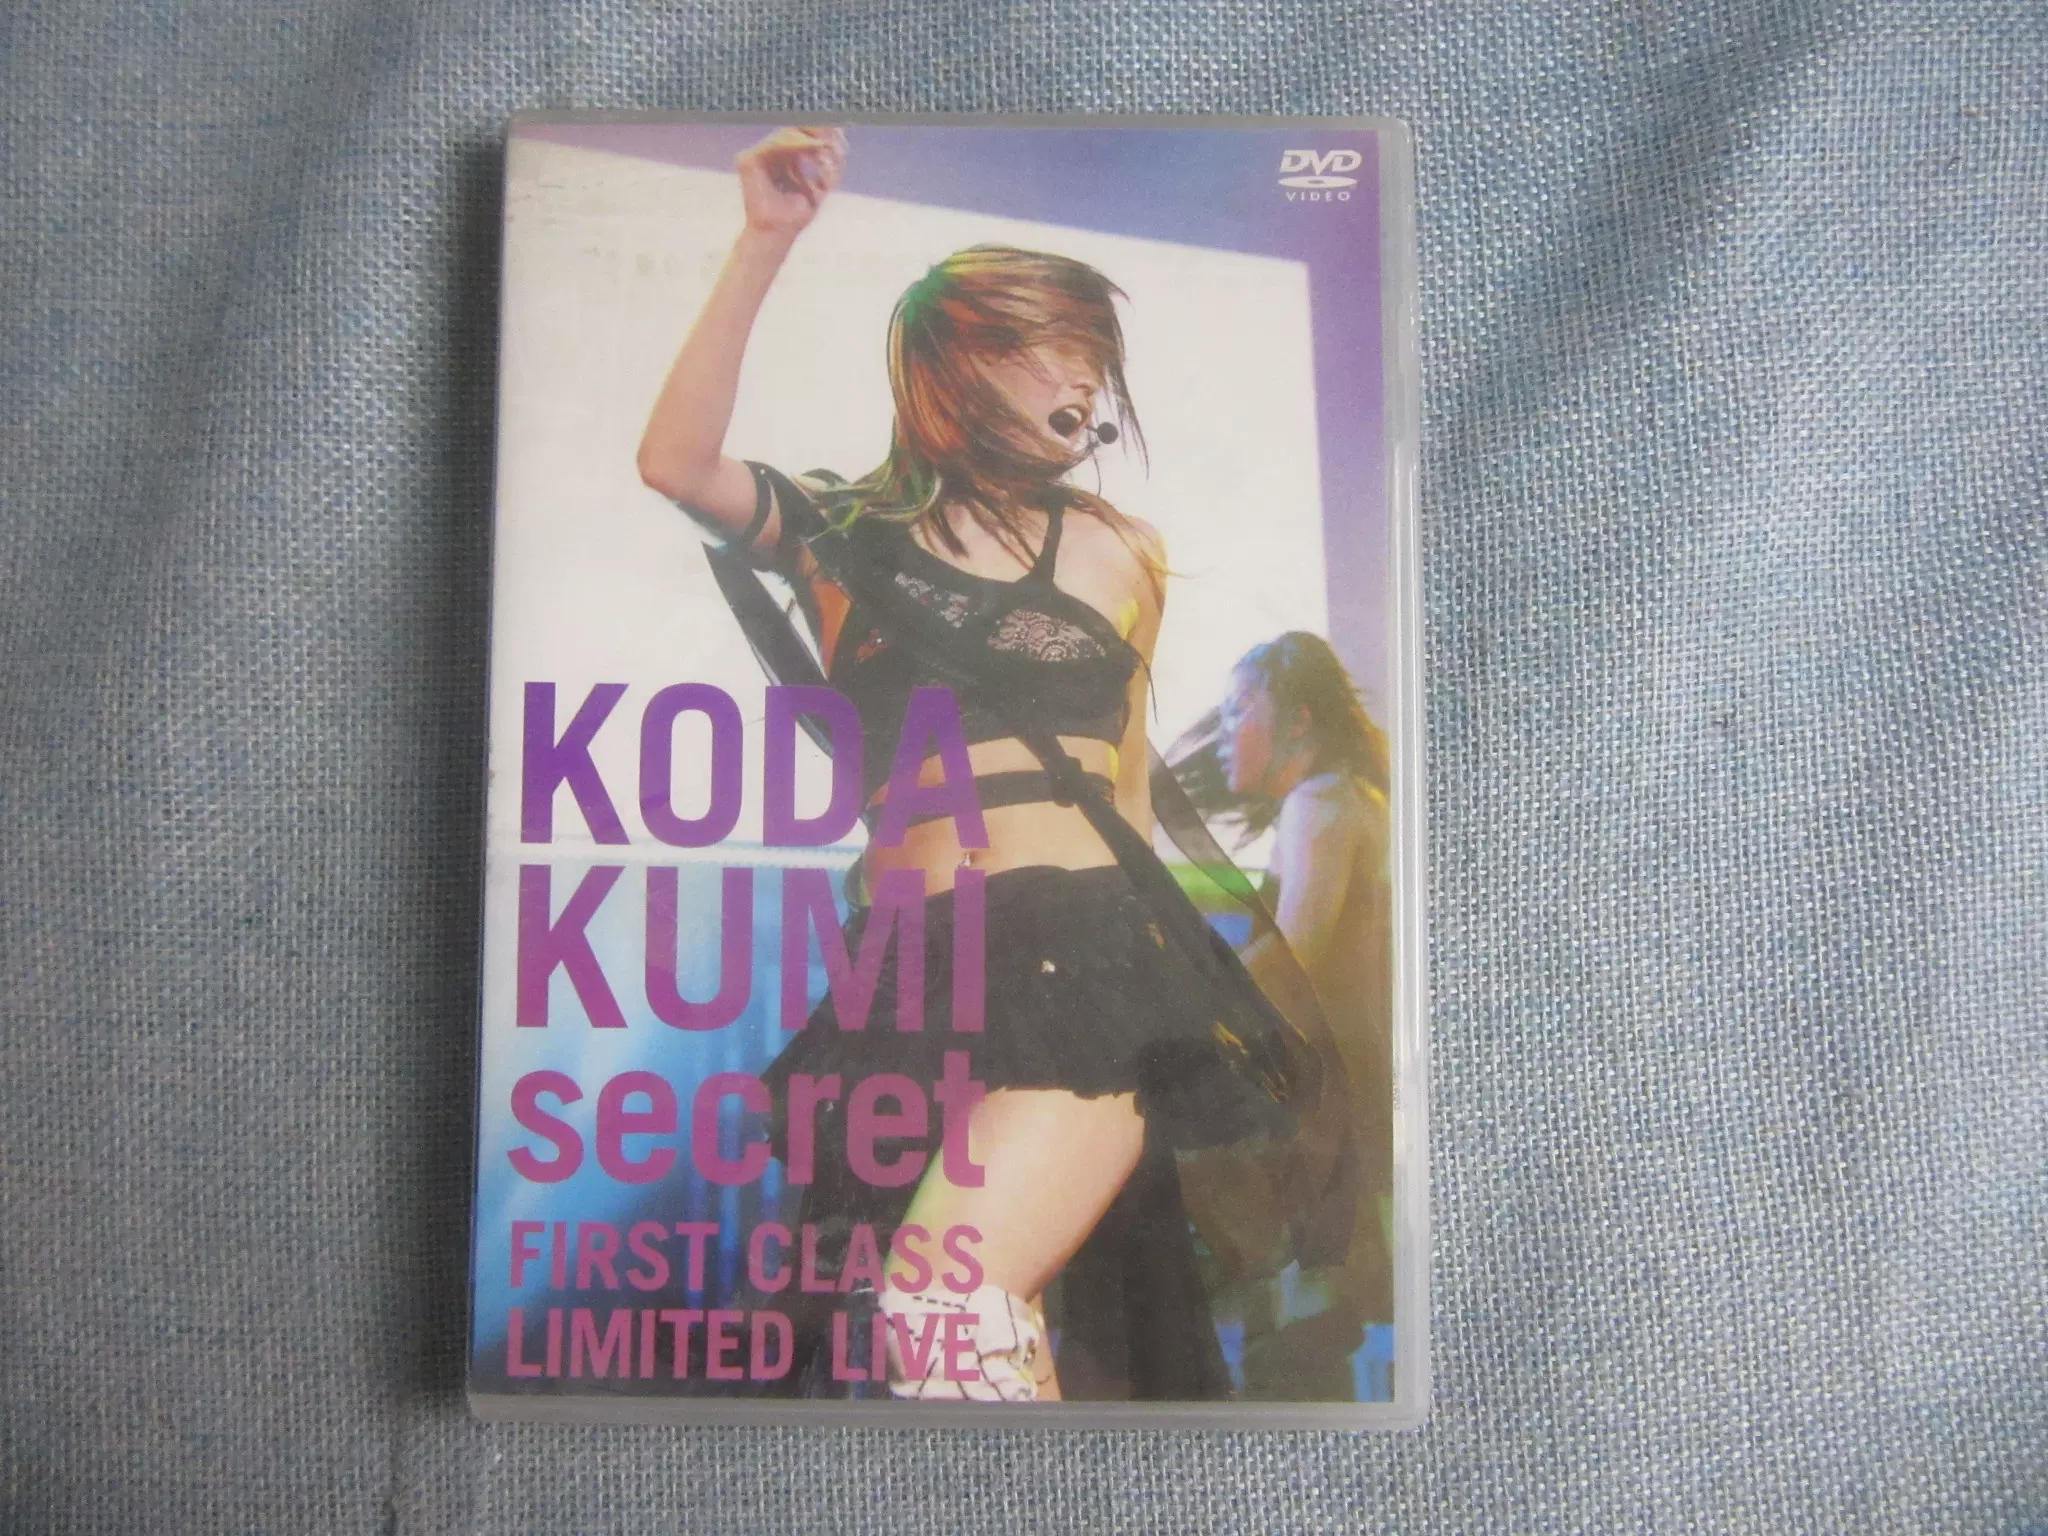 DVD
VIDEO
KODA
KUMI
secret
FIRST CLASS
LIMITED LIVE